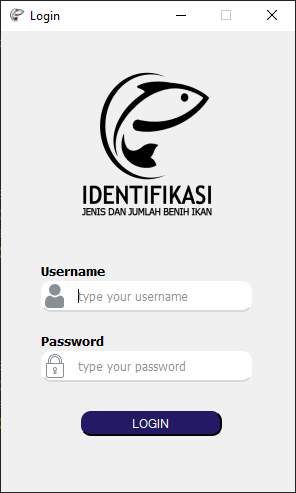 Login
IDENTIFIKASI
JENIS DAN JUMLAH BENIH IKAN
Username
type your username
Password
type your password
LOGIN